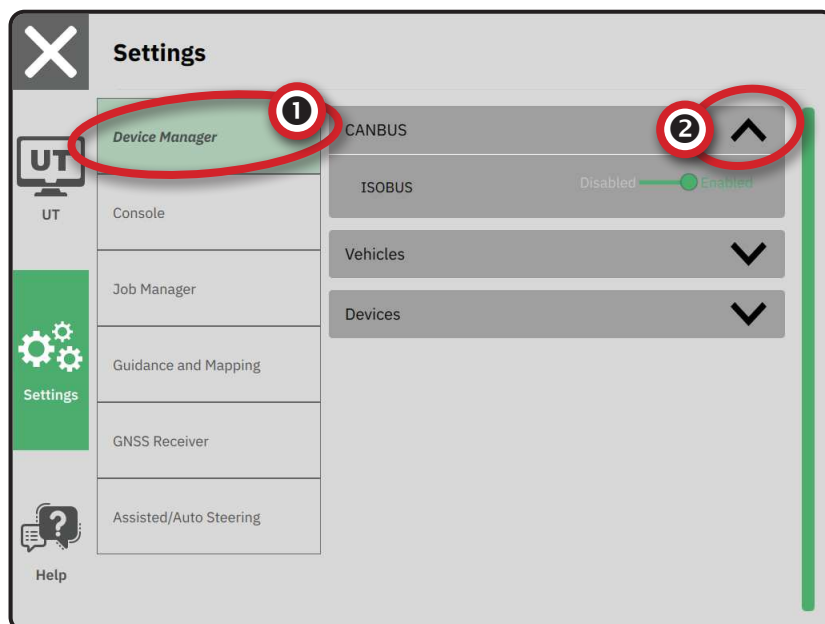 Settings
UT
UT
Settings
Help
Device Manager
1
Console
Job Manager
Guidance and Mapping
GNSS Receiver
Assisted/Auto Steering
CANBUS
2
ISOBUS
Disabled
Enabled
Vehicles
Devices